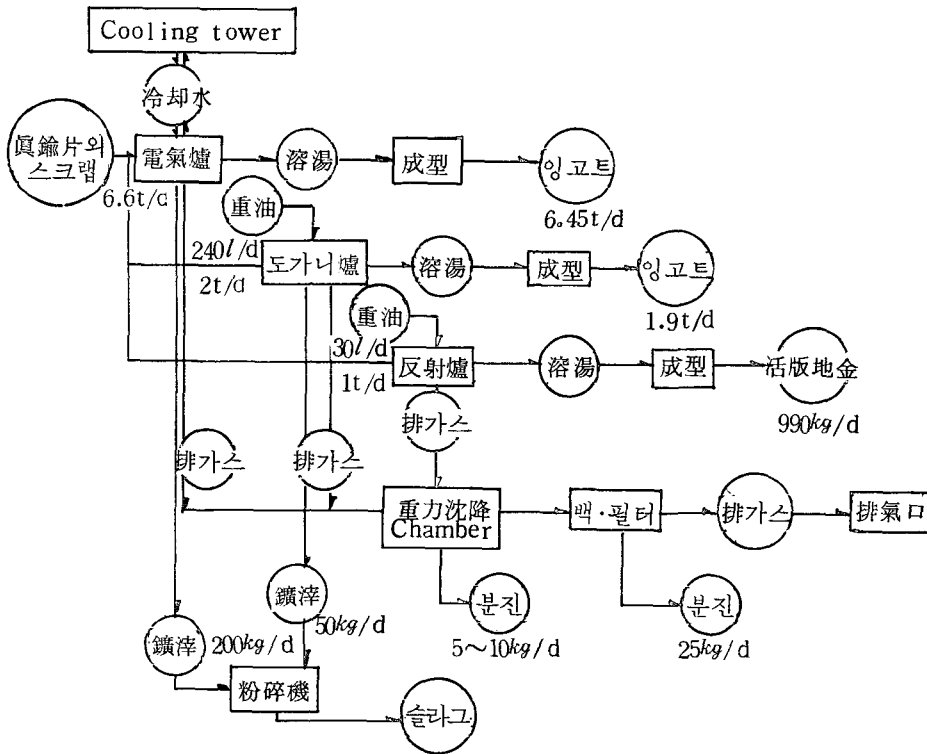 Cooling tower
冷却水
眞鍮片외
스크랩
電氣爐
溶湯
成型
잉고트
6.6t/d
6.45t/d
重油
240l/d
도가니爐
溶湯
成型
잉고트
2t/d
1.9t/d
重油
30l/d
反射爐
溶湯
成型
活版地金
1t/d
990kg/d
排가스
排가스
排가스
重力沈降
Chamber
백·필터
排가스
排氣口
鑛滓
50kg/d
분진
5~10kg/d
분진
25kg/d
鑛滓
200kg/d
粉碎機
슬라그